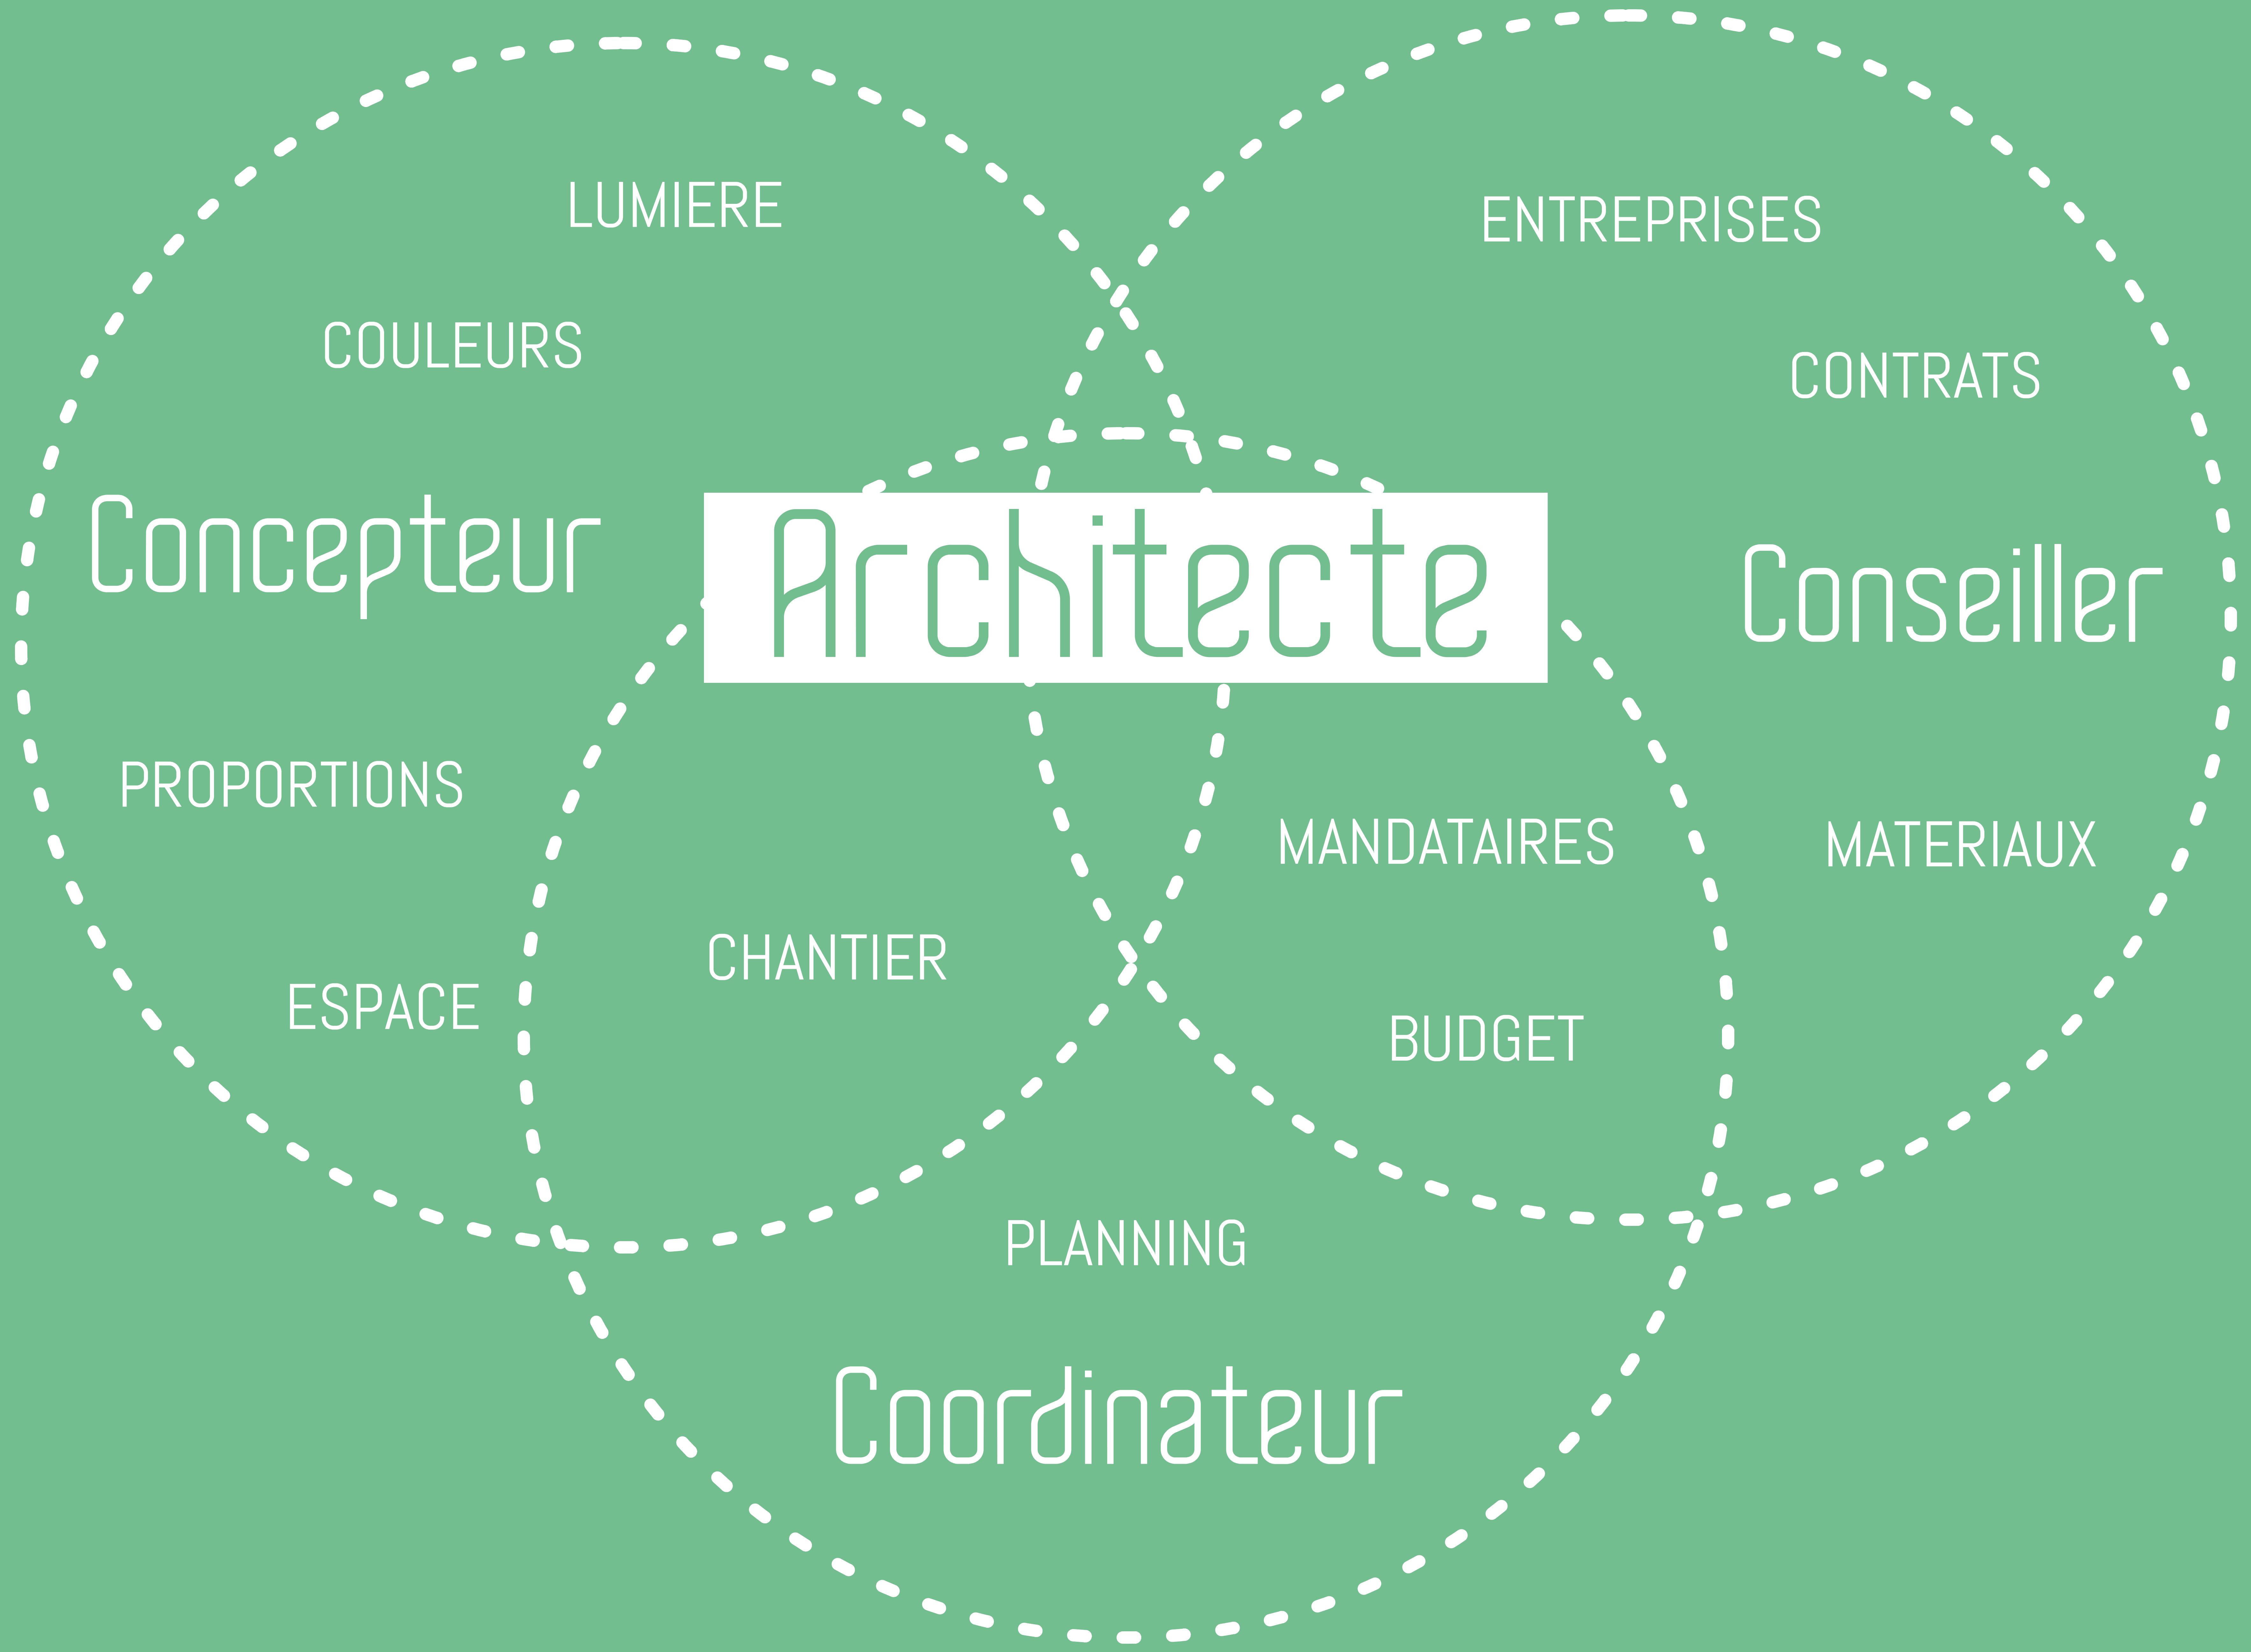 LUMIERE
ENTREPRISES
COULEURS
CONTRATS
Concepteur
Architecte
Conseiller
PROPORTIONS
MANDATAIRES
MATERIAUX
CHANTIER
ESPACE
BUDGET
PLANNING
Coordinateur